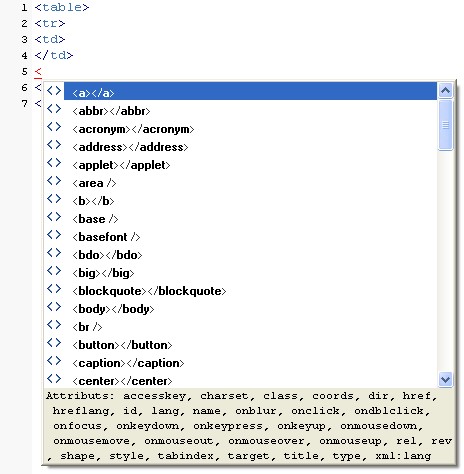 1 <table>
2 <tr>
3 <td>
4 </td>
5 <
6 <
7 <
<a></a>
<abbr></abbr>
<acronym></acronym>
<address></address>
<applet></applet>
<area />
<b></b>
<base />
<basefont />
<bdo></bdo>
<big></big>
<blockquote></blockquote>
<body></body>
<br />
<button></button>
<caption></caption>
<center></center>
Attributs: accesskey, charset, class, coords, dir, href,
hreflang, id, lang, name, onblur, onclick, ondblclick,
onfocus, onkeydown, onkeypress, onkeyup, onmousedown,
onmousemove, onmouseout, onmouseover, onmouseup, rel, rev
, shape, style, tabindex, target, title, type, xml:lang